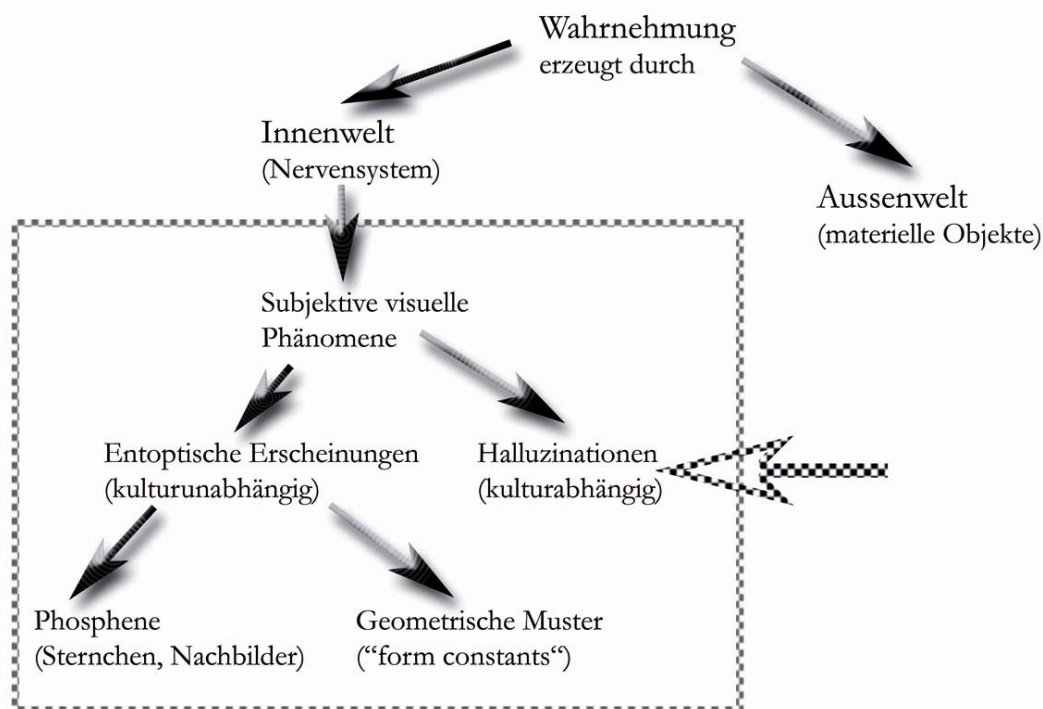 Wahrnehmung
erzeugt durch
Innenwelt
(Nervensystem)
Aussenwelt
(materielle Objekte)
Subjektive visuelle
Phänomene
Entoptische Erscheinungen
(kulturunabhängig)
Halluzinationen
(kulturabhängig)
Phosphene
(Sternchen, Nachbilder)
Geometrische Muster
(“form constants“)